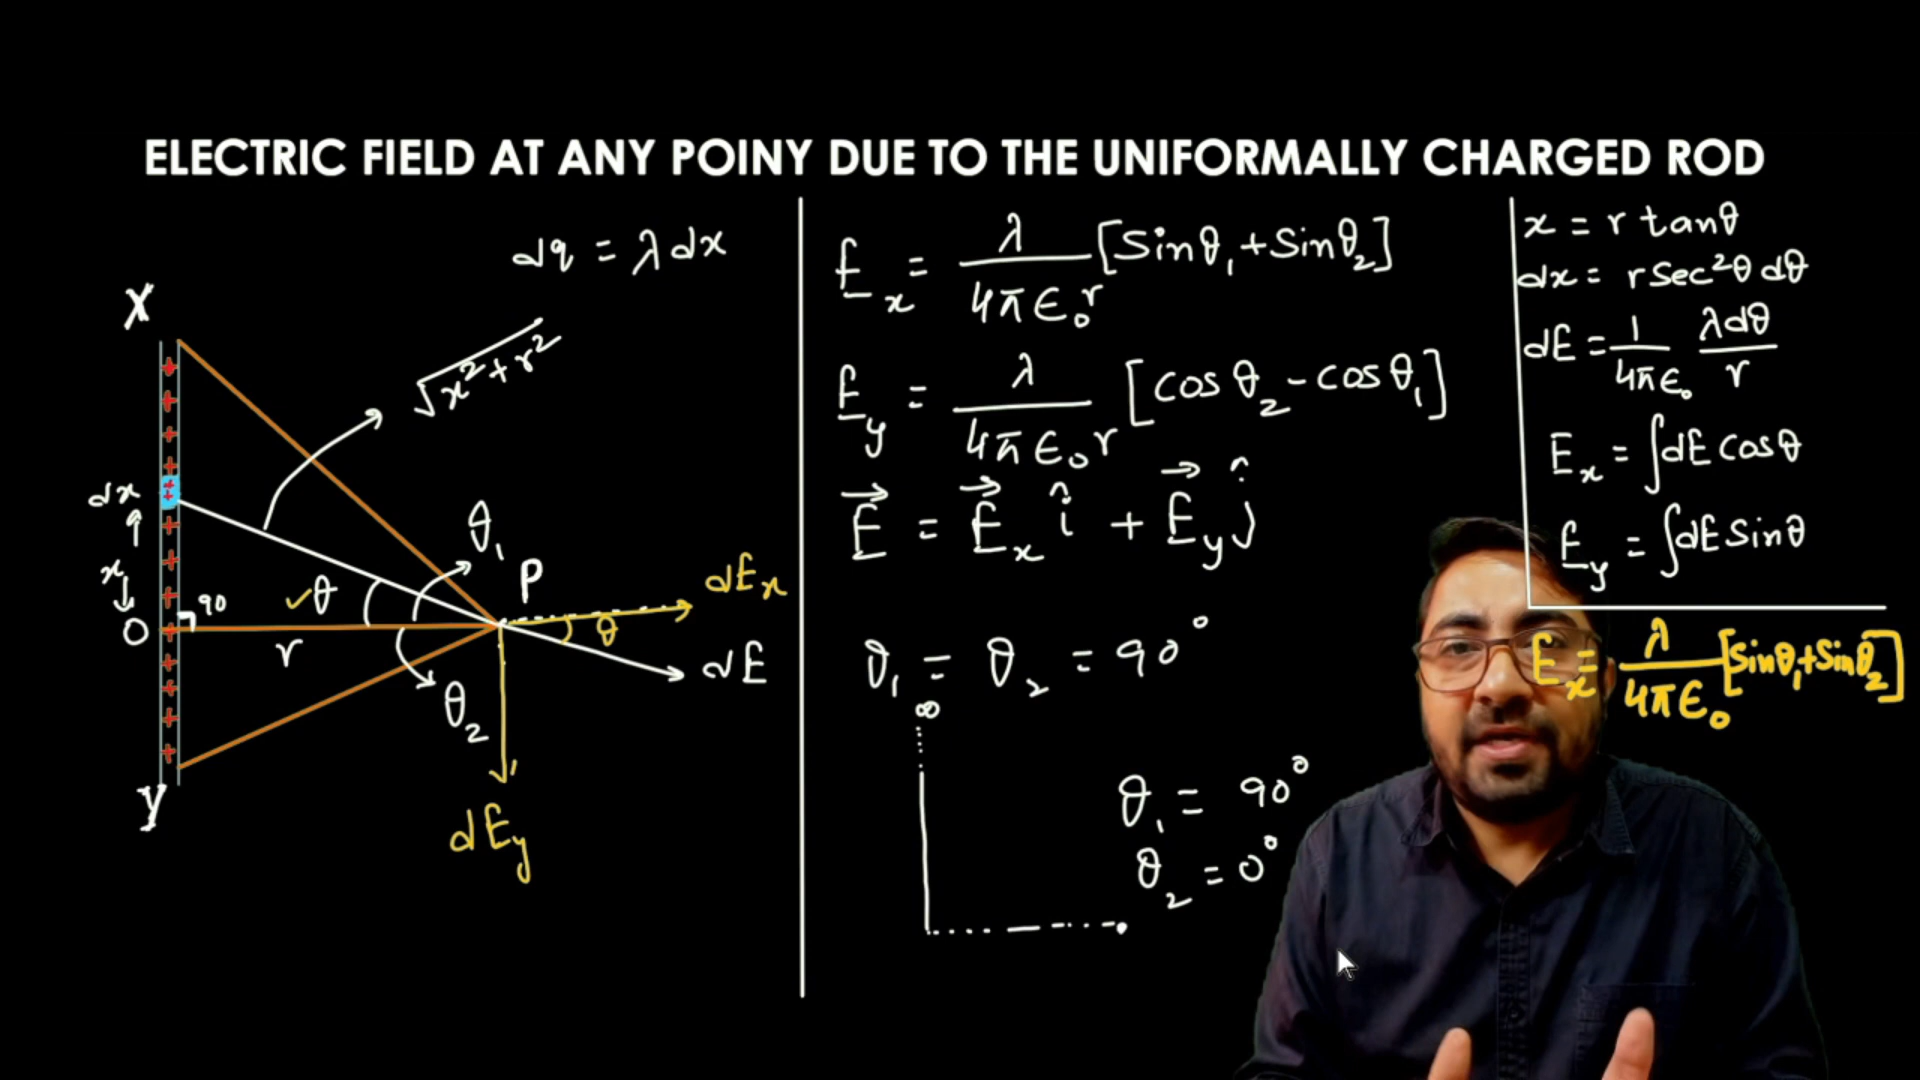 ELECTRIC FIELD AT ANY POINY DUE TO THE UNIFORMALLY CHARGED ROD
dq = λdx
X
√x²+r²
dx
x
O
90
r
✓θ
θ₁
θ₂
P
θ
dEₓ
dE
dEy
Y
Eₓ = λ/4πϵ₀r [Sinθ₁+Sinθ₂]
Ey = λ/4πϵ₀r [cosθ₂-cosθ₁]
E⃗ = E⃗ₓ î + E⃗y ĵ
θ₁ = θ₂ = 90°
∞
θ₁ = 90°
θ₂ = 0°
x = r tanθ
dx = r Sec²θ dθ
dE = 1/4πϵ₀ λdθ/r
Eₓ = ∫dE cosθ
Ey = ∫dE Sinθ
Eₓ = λ/4πϵ₀ [Sinθ₁+Sinθ₂]